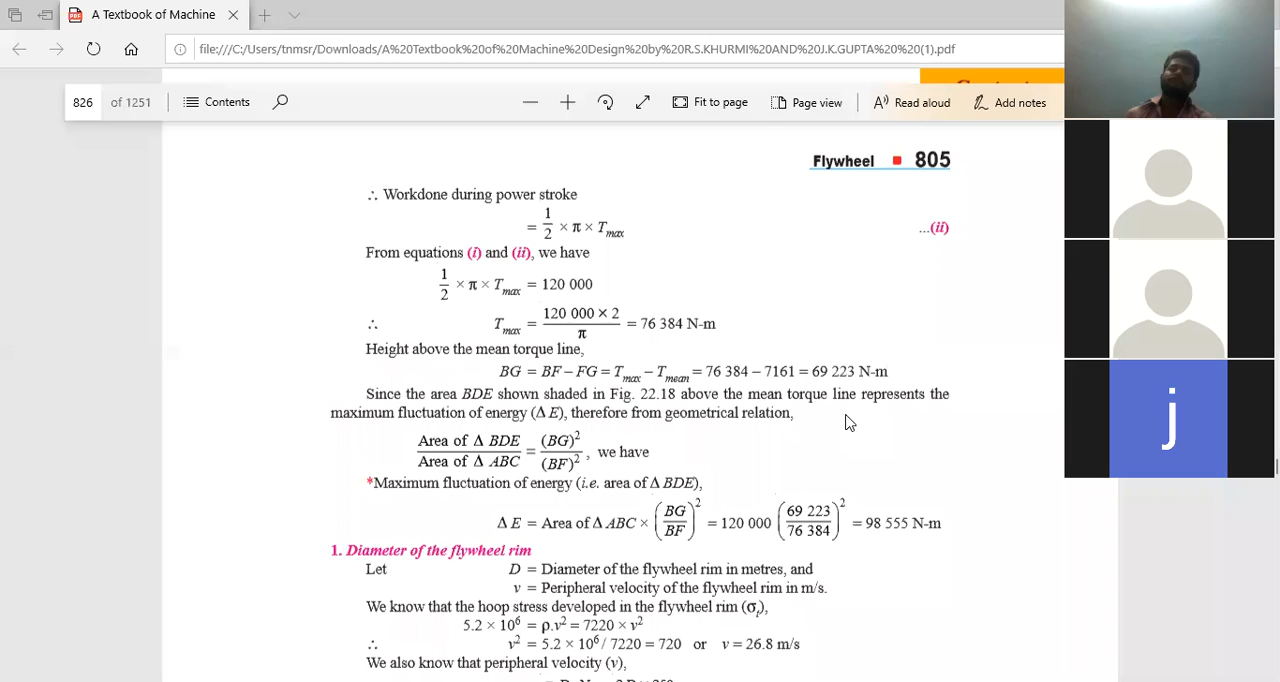 A Textbook of Machine
file:///C:/Users/tnmsr/Downloads/A%20Textbook%20of%20Machine%20Design%20by%20R.S.KHURMI%20AND%20J.K.GUPTA%20%20(1).pdf
826 of 1251 Contents Fit to page Page view Read aloud Add notes
Flywheel ■ 805
∴ Workdone during power stroke
= 1/2 × π × Tmax ...(ii)
From equations (i) and (ii), we have
1/2 × π × Tmax = 120 000
∴ Tmax = 120 000 × 2 / π = 76 384 N-m
Height above the mean torque line,
BG = BF – FG = Tmax – Tmean = 76 384 – 7161 = 69 223 N-m
Since the area BDE shown shaded in Fig. 22.18 above the mean torque line represents the
maximum fluctuation of energy (Δ E), therefore from geometrical relation,
Area of Δ BDE / Area of Δ ABC = (BG)² / (BF)², we have
*Maximum fluctuation of energy (i.e. area of Δ BDE),
Δ E = Area of Δ ABC × (BG/BF)² = 120 000 (69 223 / 76 384)² = 98 555 N-m
1. Diameter of the flywheel rim
Let D = Diameter of the flywheel rim in metres, and
v = Peripheral velocity of the flywheel rim in m/s.
We know that the hoop stress developed in the flywheel rim (σt),
5.2 × 10⁶ = ρ.v² = 7220 × v²
∴ v² = 5.2 × 10⁶ / 7220 = 720 or v = 26.8 m/s
We also know that peripheral velocity (v),
j